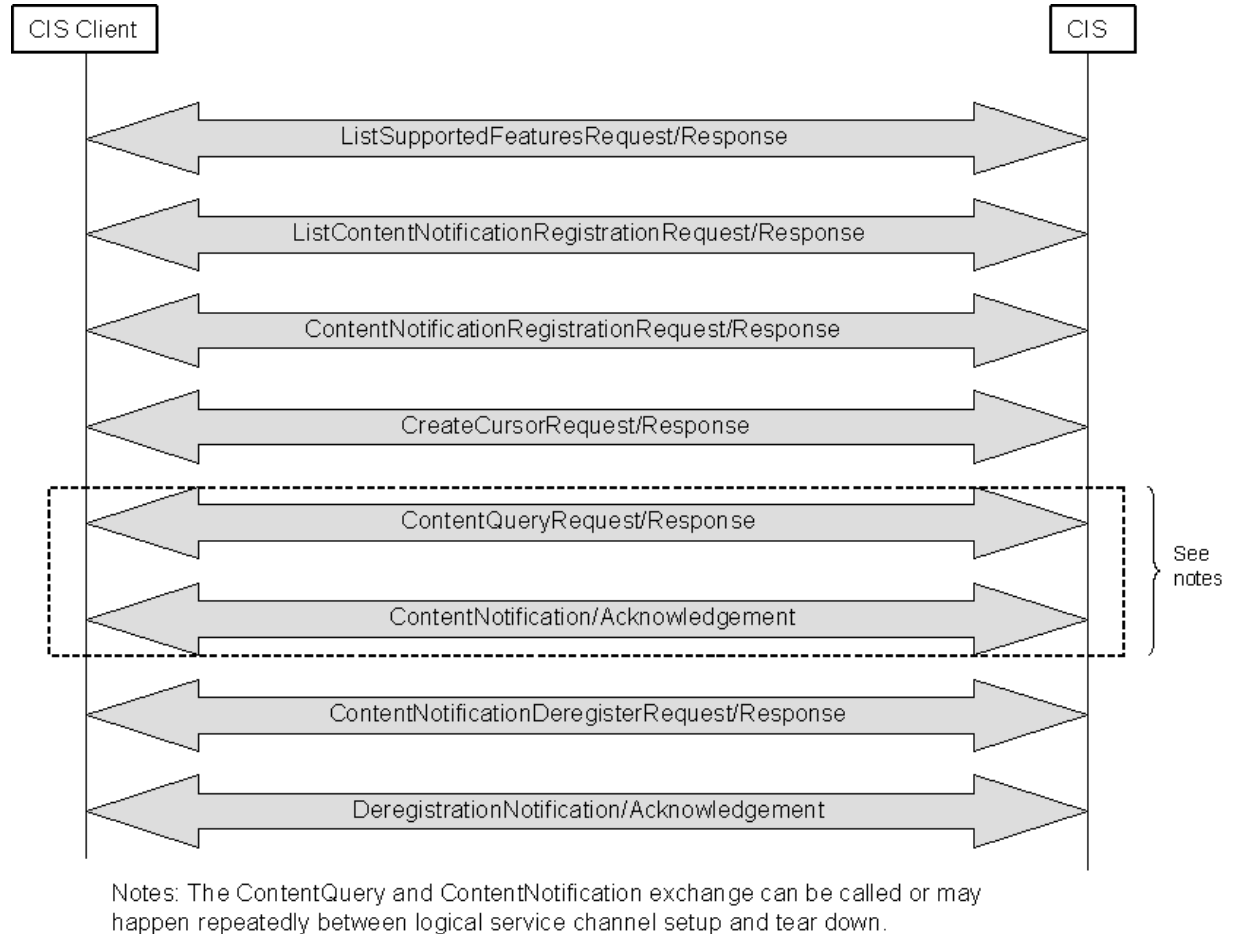 CIS Client
CIS
ListSupportedFeaturesRequest/Response
ListContentNotificationRegistrationRequest/Response
ContentNotificationRegistrationRequest/Response
CreateCursorRequest/Response
ContentQueryRequest/Response
See
notes
ContentNotification/Acknowledgement
ContentNotificationDeregisterRequest/Response
DeregistrationNotification/Acknowledgement
Notes: The ContentQuery and ContentNotification exchange can be called or may
happen repeatedly between logical service channel setup and tear down.